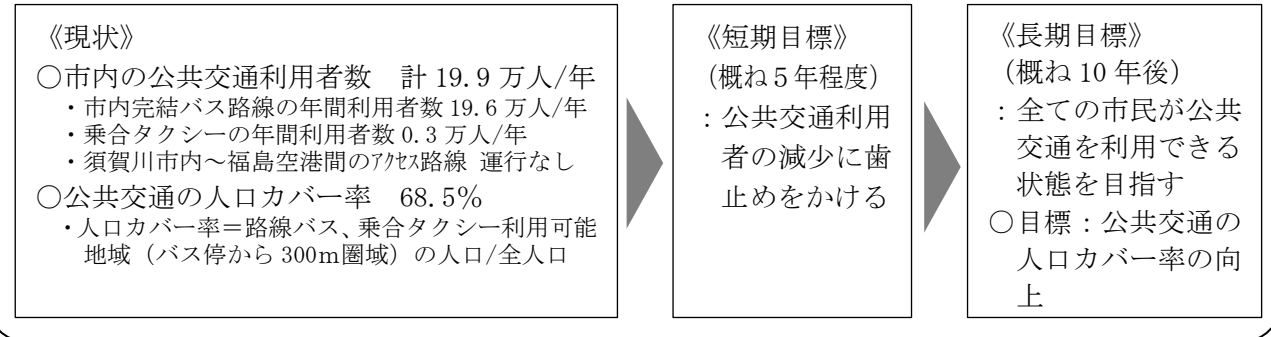 《現状》
○市内の公共交通利用者数　計 19.9 万人/年
・市内完結バス路線の年間利用者数 19.6 万人/年
・乗合タクシーの年間利用者数 0.3 万人/年
・須賀川市内～福島空港間のｱｸｾｽ路線 運行なし
○公共交通の人口カバー率　68.5%
・人口カバー率＝路線バス、乗合タクシー利用可能
地域（バス停から 300ｍ圏域）の人口/全人口
《短期目標》
（概ね５年程度）
：公共交通利用
者の減少に歯
止めをかける
《長期目標》
（概ね 10 年後）
：全ての市民が公共
交通を利用できる
状態を目指す
○目標：公共交通の
人口カバー率の向
上